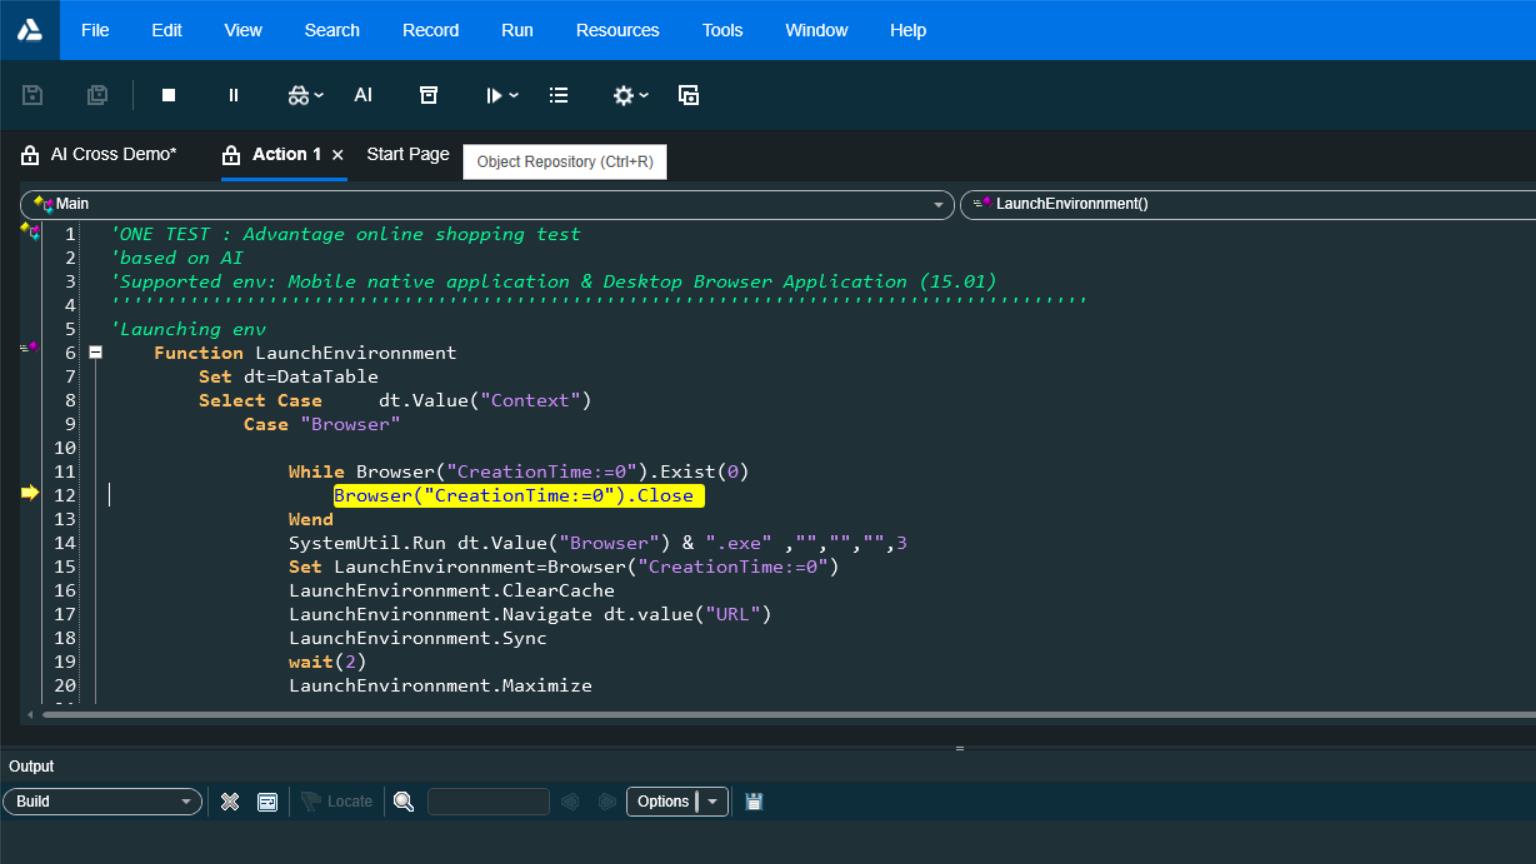 File Edit View Search Record Run Resources Tools Window Help
AI
AI Cross Demo* Action 1 × Start Page Object Repository (Ctrl+R)
Main LaunchEnvironnment()
1 'ONE TEST : Advantage online shopping test
2 'based on AI
3 'Supported env: Mobile native application & Desktop Browser Application (15.01)
4 '''''''''''''''''''''''''''''''''''''''''''''''''''''''''''''''''''''''''''''''''''''''
5 'Launching env
6 Function LaunchEnvironnment
7 Set dt=DataTable
8 Select Case dt.Value("Context")
9 Case "Browser"
10
11 While Browser("CreationTime:=0").Exist(0)
12 Browser("CreationTime:=0").Close
13 Wend
14 SystemUtil.Run dt.Value("Browser") & ".exe" ,"","","",3
15 Set LaunchEnvironnment=Browser("CreationTime:=0")
16 LaunchEnvironnment.ClearCache
17 LaunchEnvironnment.Navigate dt.value("URL")
18 LaunchEnvironnment.Sync
19 wait(2)
20 LaunchEnvironnment.Maximize
Output
Build Locate Options